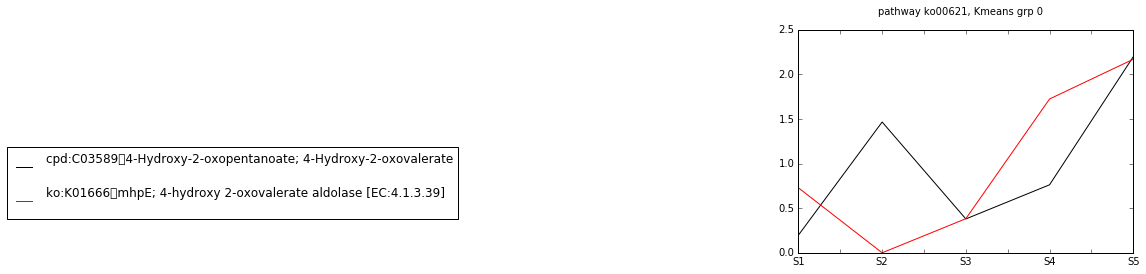 pathway ko00621, Kmeans grp 0
cpd:C03589▯4-Hydroxy-2-oxopentanoate; 4-Hydroxy-2-oxovalerate
ko:K01666▯mhpE; 4-hydroxy 2-oxovalerate aldolase [EC:4.1.3.39]
2.5
2.0
1.5
1.0
0.5
0.0
S1 S2 S3 S4 S5